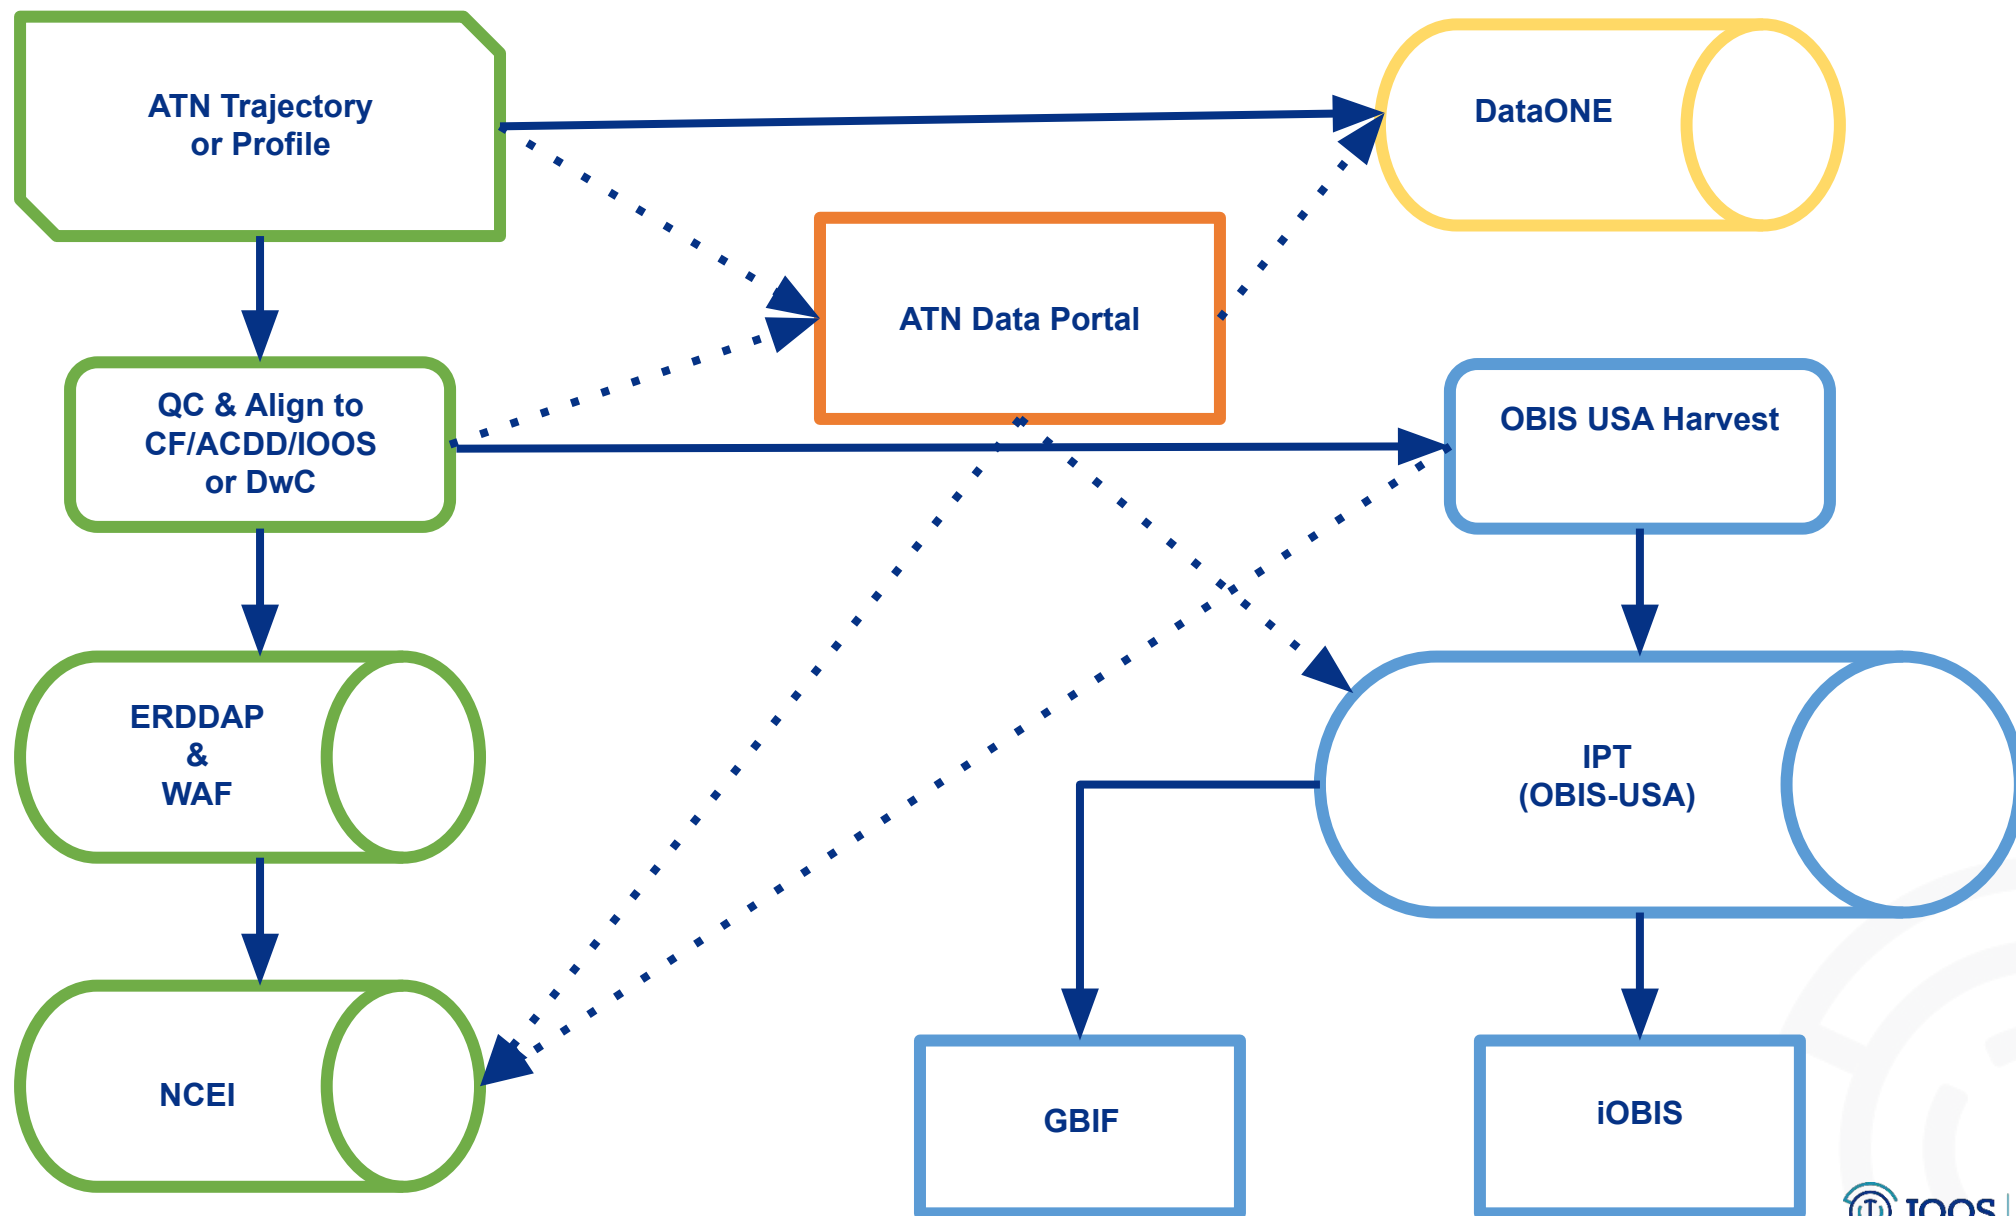 ATN Trajectory
or Profile
DataONE
ATN Data Portal
QC & Align to
CF/ACDD/IOOS
or DwC
OBIS USA Harvest
ERDDAP
&
WAF
IPT
(OBIS-USA)
NCEI
GBIF
iOBIS
IOOS